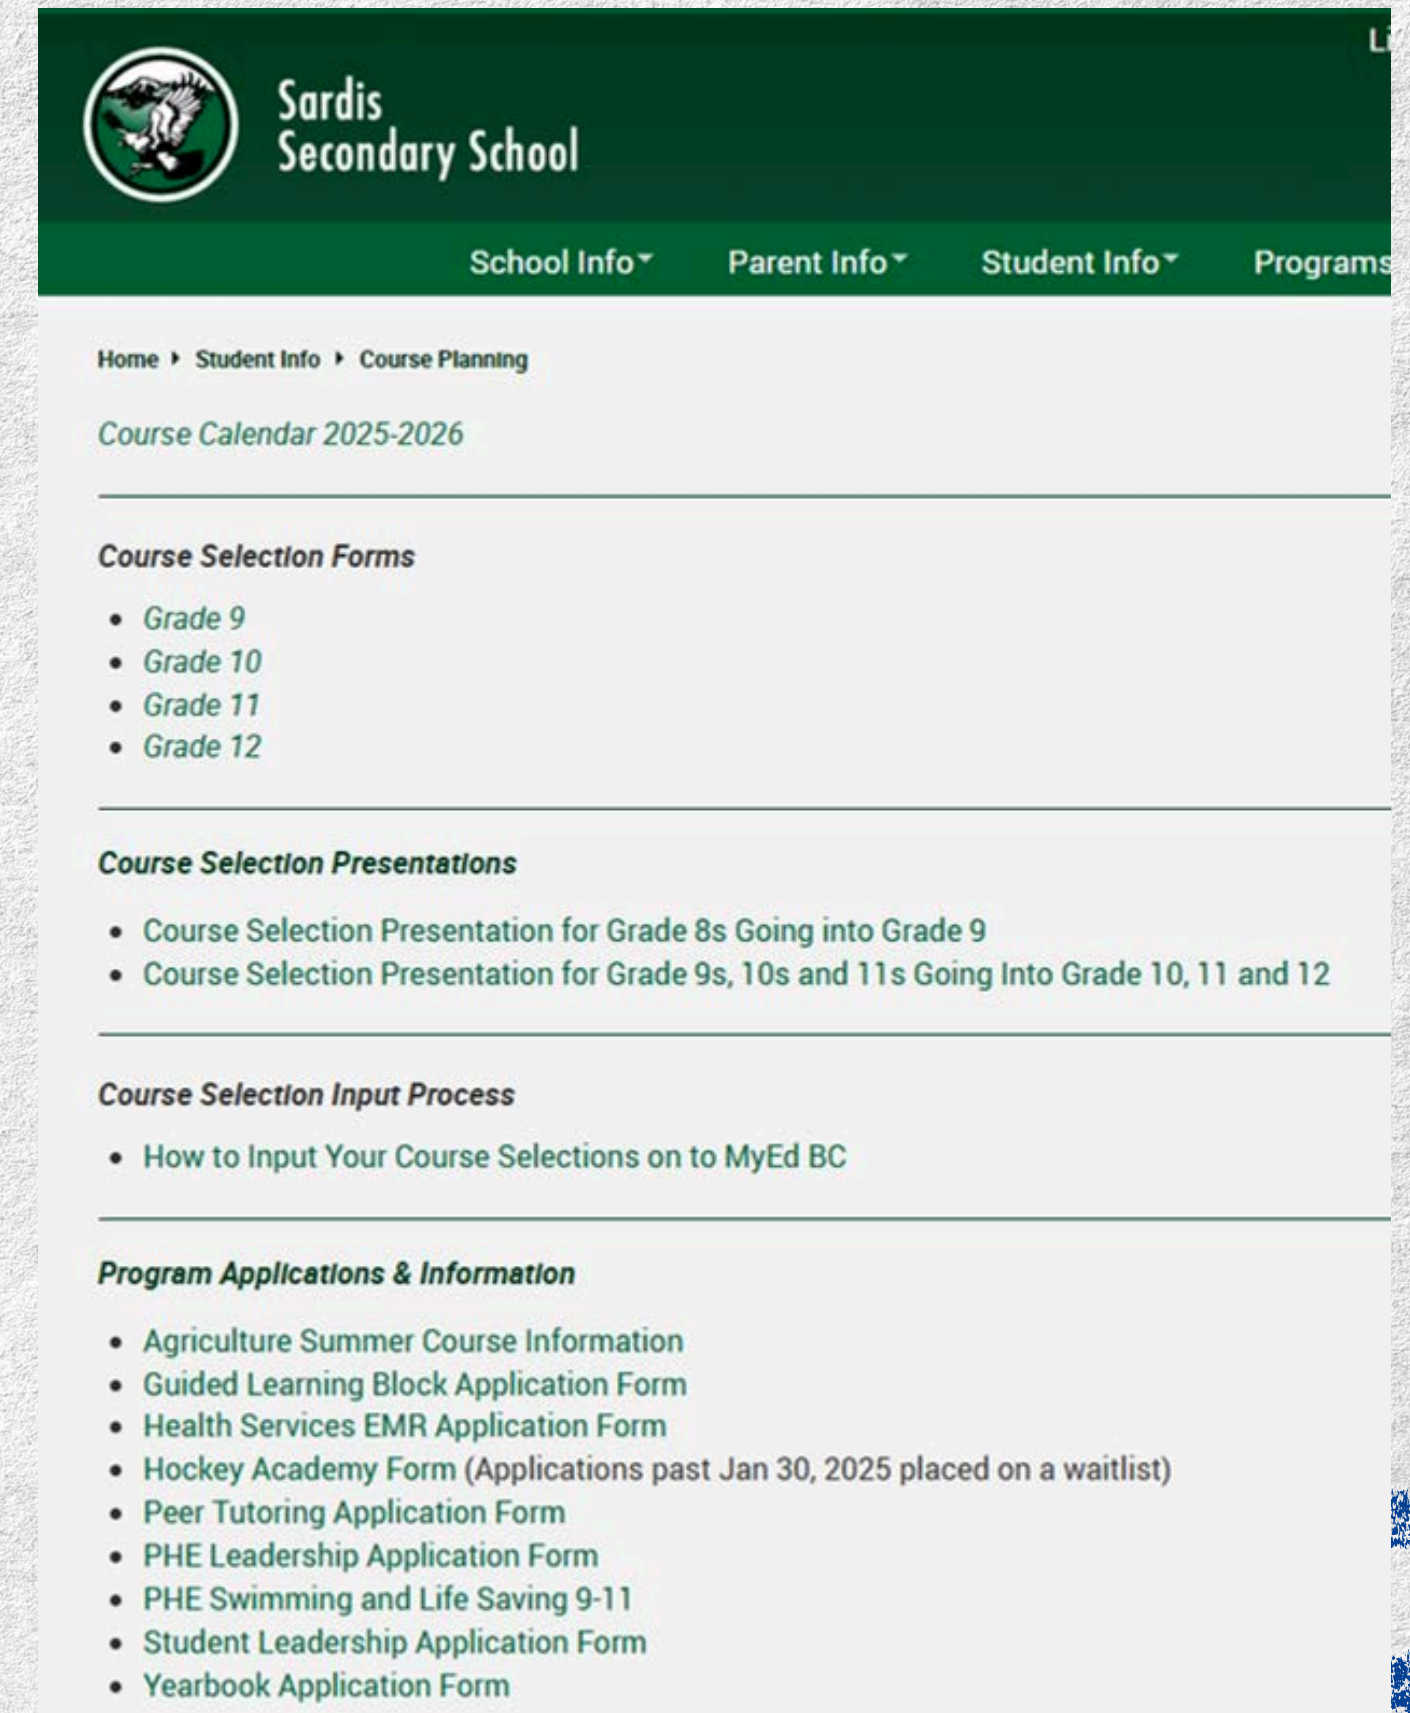 Sardis
Secondary School
School Info
Parent Info
Student Info
Programs
Home
Student Info
Course Planning
Course Calendar 2025-2026
Course Selection Forms
Grade 9
Grade 10
Grade 11
Grade 12
Course Selection Presentations
Course Selection Presentation for Grade 8s Going into Grade 9
Course Selection Presentation for Grade 9s, 10s and 11s Going Into Grade 10, 11 and 12
Course Selection Input Process
How to Input Your Course Selections on to MyEd BC
Program Applications & Information
Agriculture Summer Course Information
Guided Learning Block Application Form
Health Services EMR Application Form
Hockey Academy Form (Applications past Jan 30, 2025 placed on a waitlist)
Peer Tutoring Application Form
PHE Leadership Application Form
PHE Swimming and Life Saving 9-11
Student Leadership Application Form
Yearbook Application Form